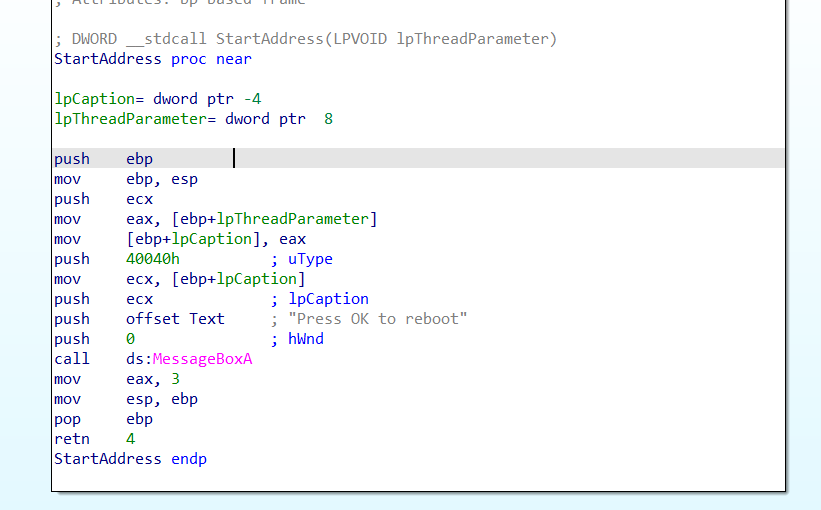 ; Attributes: bp-based frame
; DWORD __stdcall StartAddress(LPVOID lpThreadParameter)
StartAddress proc near
lpCaption= dword ptr -4
lpThreadParameter= dword ptr  8
push    ebp
mov     ebp, esp
push    ecx
mov     eax, [ebp+lpThreadParameter]
mov     [ebp+lpCaption], eax
push    40040h          ; uType
mov     ecx, [ebp+lpCaption]
push    ecx             ; lpCaption
push    offset Text     ; "Press OK to reboot"
push    0               ; hWnd
call    ds:MessageBoxA
mov     eax, 3
mov     esp, ebp
pop     ebp
retn    4
StartAddress endp